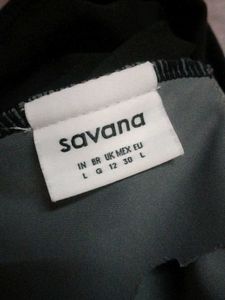 savana
IN BR UK MEX EU
L G 12 30 L